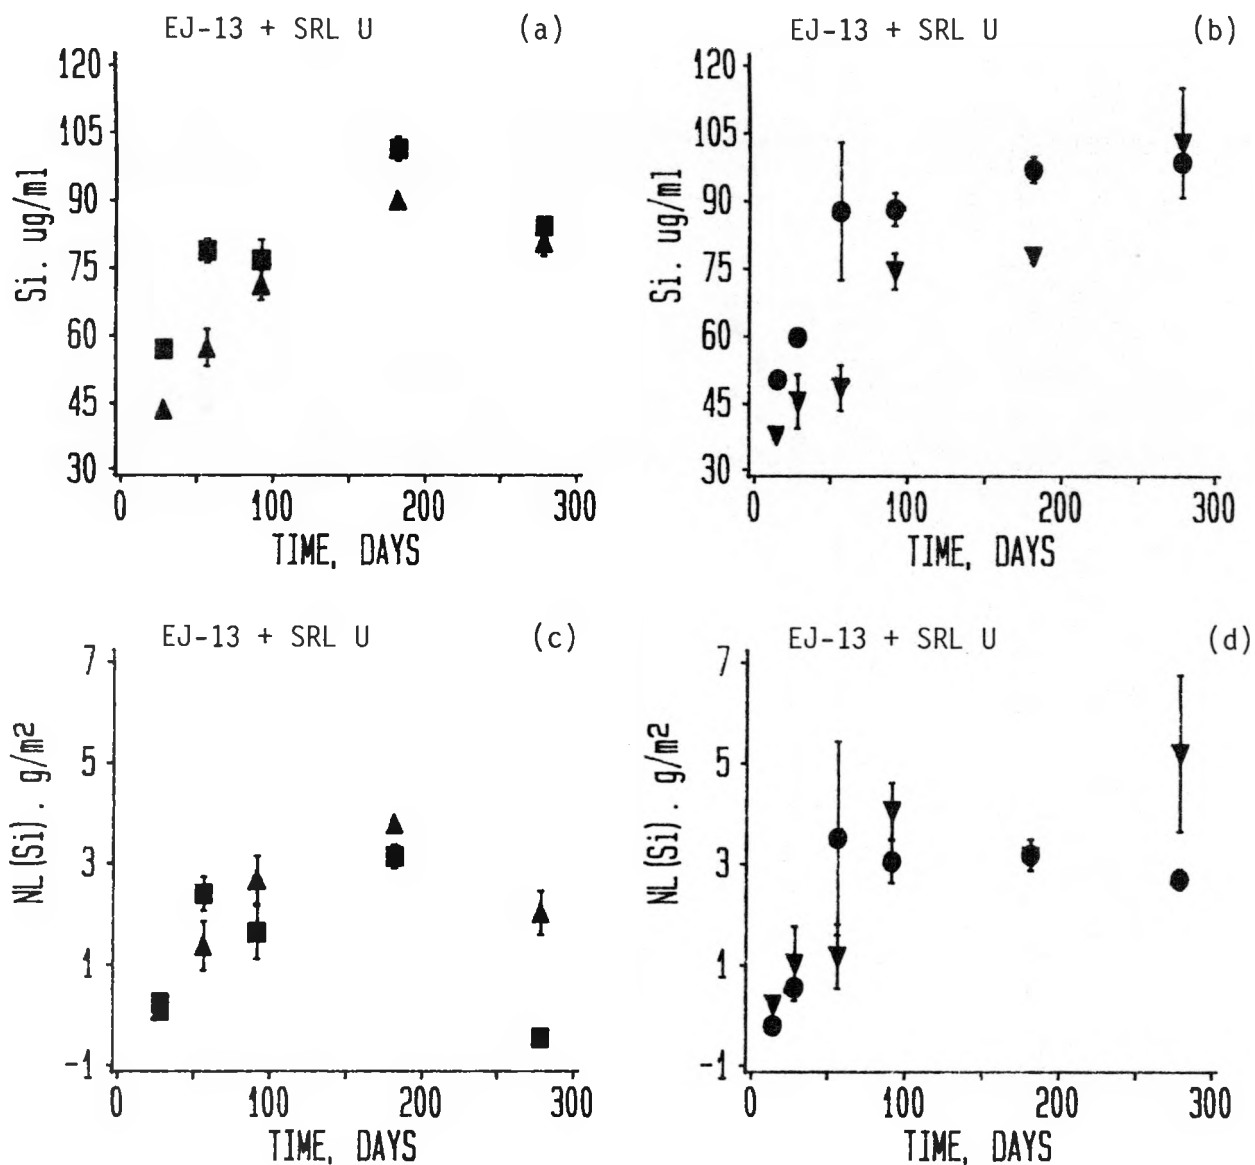 EJ-13 + SRL U (a)
120
105
90
75
60
45
30
Si. ug/ml
0 100 200 300
TIME, DAYS
EJ-13 + SRL U (b)
120
105
90
75
60
45
30
Si. ug/ml
0 100 200 300
TIME, DAYS
EJ-13 + SRL U (c)
7
5
3
1
-1
NL(Si). g/m²
0 100 200 300
TIME, DAYS
EJ-13 + SRL U (d)
7
5
3
1
-1
NL(Si). g/m²
0 100 200 300
TIME, DAYS